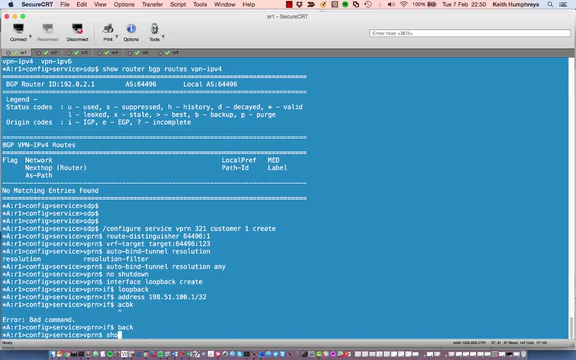 SecureCRT File Edit View Options Transfer Script Tools Window Help
100% Tue 7 Feb 22:50 Keith Humphreys
sr1 - SecureCRT
Connect Reconnect Disconnect Print Options Tools
Enter host <⌘R>
vpn-ipv4 vpn-ipv6
*A:r1>config>service>sdp$ show router bgp routes vpn-ipv4
===============================================================================
BGP Router ID:192.0.2.1 AS:64496 Local AS:64496
===============================================================================
Legend -
Status codes : u - used, s - suppressed, h - history, d - decayed, * - valid
l - leaked, x - stale, > - best, b - backup, p - purge
Origin codes : i - IGP, e - EGP, ? - incomplete
===============================================================================
BGP VPN-IPv4 Routes
===============================================================================
Flag Network LocalPref MED
Nexthop (Router) Path-Id Label
As-Path
-------------------------------------------------------------------------------
No Matching Entries Found
===============================================================================
*A:r1>config>service>sdp$
*A:r1>config>service>sdp$
*A:r1>config>service>sdp$
*A:r1>config>service>sdp$ /configure service vprn 321 customer 1 create
*A:r1>config>service>vprn$ route-distinguisher 64496:1
*A:r1>config>service>vprn$ vrf-target target:64496:123
*A:r1>config>service>vprn$ auto-bind-tunnel resolution
resolution resolution-filter
*A:r1>config>service>vprn$ auto-bind-tunnel resolution any
*A:r1>config>service>vprn$ no shutdown
*A:r1>config>service>vprn$ interface loopback create
*A:r1>config>service>vprn>if$ loopback
*A:r1>config>service>vprn>if$ address 198.51.100.1/32
*A:r1>config>service>vprn>if$ acbk
^
Error: Bad command.
*A:r1>config>service>vprn>if$ back
*A:r1>config>service>vprn$ sho